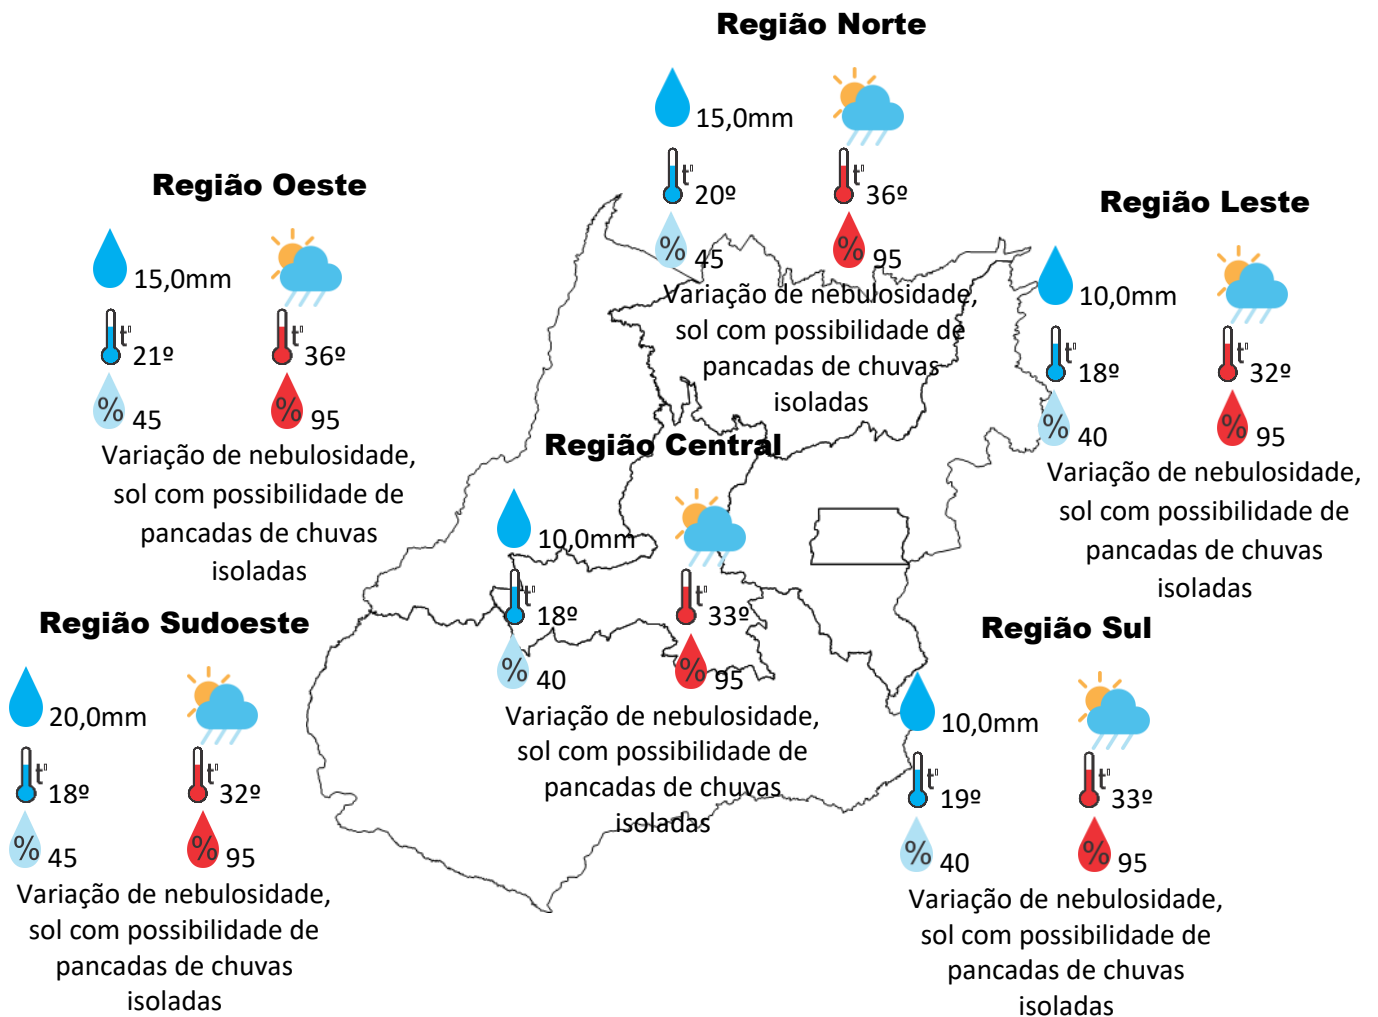 Região Norte
15,0mm
t°
20º
t°
36º
% 45
% 95
Variação de nebulosidade,
sol com possibilidade de
pancadas de chuvas
isoladas
Região Oeste
15,0mm
t°
21º
t°
36º
% 45
% 95
Variação de nebulosidade,
sol com possibilidade de
pancadas de chuvas
isoladas
Região Leste
10,0mm
t°
18º
t°
32º
% 40
% 95
Variação de nebulosidade,
sol com possibilidade de
pancadas de chuvas
isoladas
Região Central
10,0mm
t°
18º
t°
33º
% 40
% 95
Variação de nebulosidade,
sol com possibilidade de
pancadas de chuvas
isoladas
Região Sudoeste
20,0mm
t°
18º
t°
32º
% 45
% 95
Variação de nebulosidade,
sol com possibilidade de
pancadas de chuvas
isoladas
Região Sul
10,0mm
t°
19º
t°
33º
% 40
% 95
Variação de nebulosidade,
sol com possibilidade de
pancadas de chuvas
isoladas